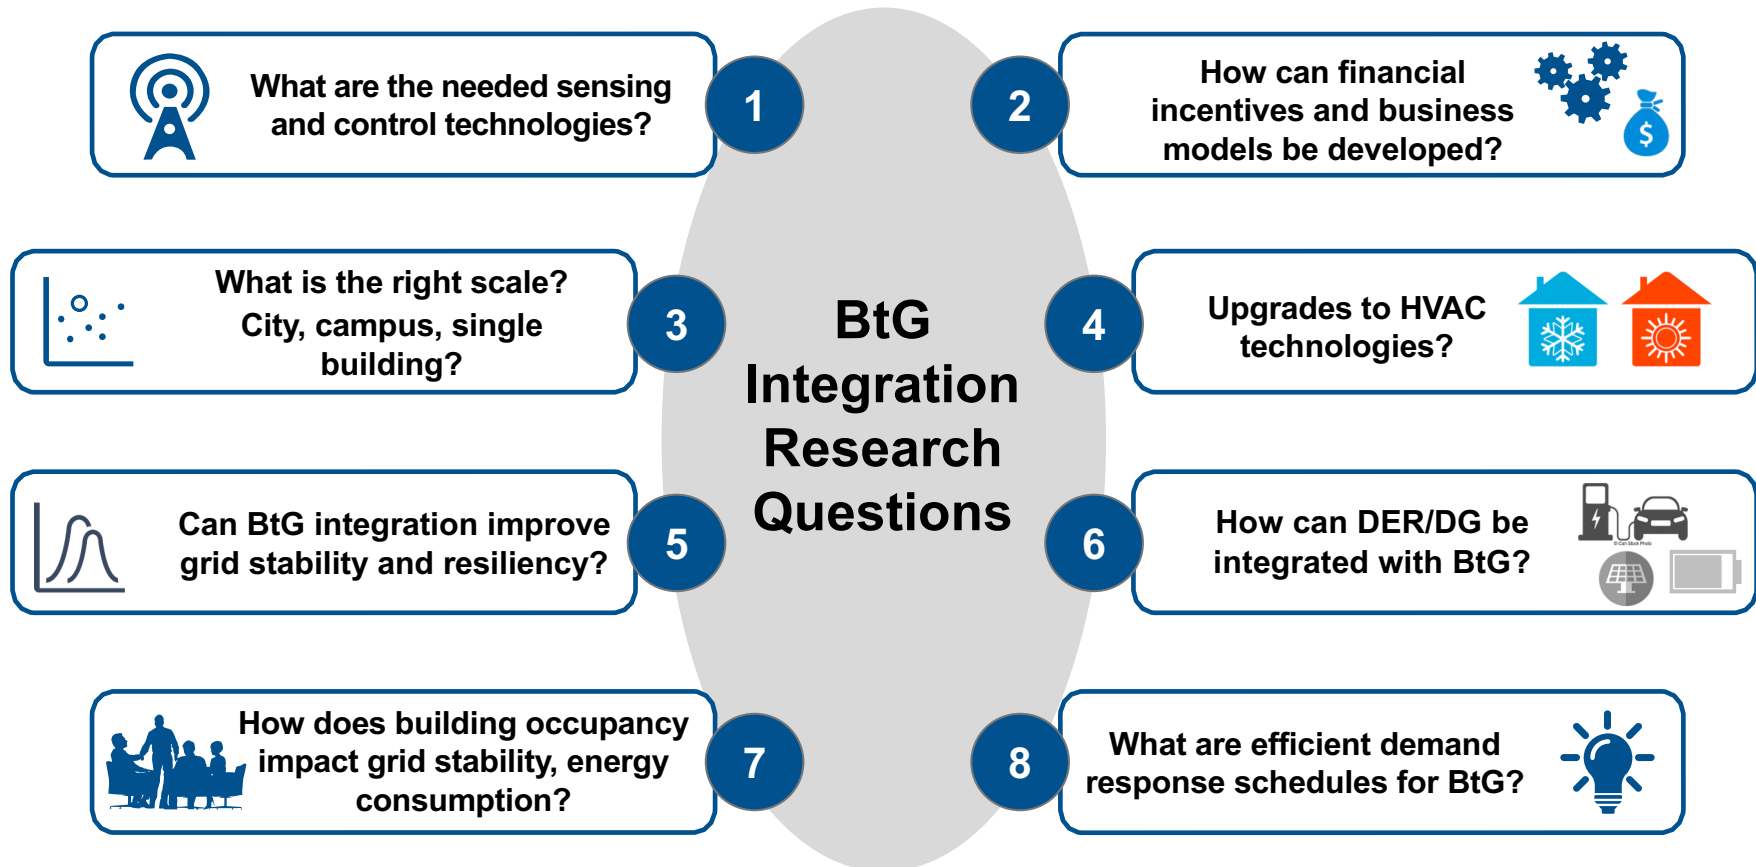 What are the needed sensing
and control technologies?
1
2
How can financial
incentives and business
models be developed?
$
What is the right scale?
City, campus, single
building?
3
BtG
Integration
Research
Questions
4
Upgrades to HVAC
technologies?
Can BtG integration improve
grid stability and resiliency?
5
6
How can DER/DG be
integrated with BtG?
© Can Stock Photo
How does building occupancy
impact grid stability, energy
consumption?
7
8
What are efficient demand
response schedules for BtG?